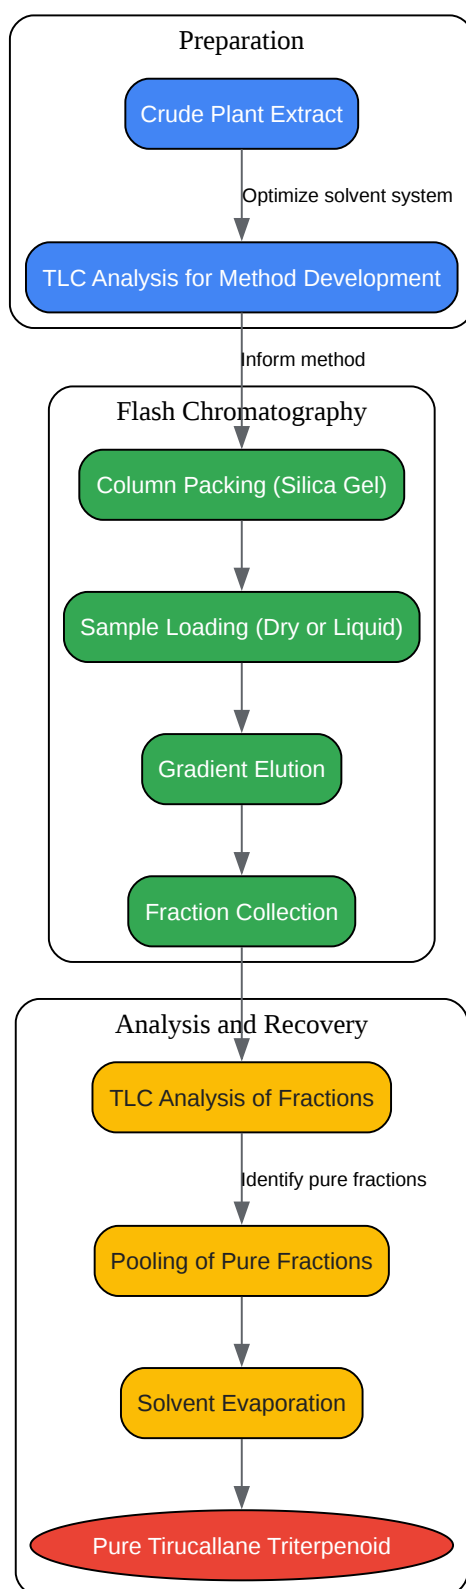 Preparation
Crude Plant Extract
Optimize solvent system
TLC Analysis for Method Development
Inform method
Flash Chromatography
Column Packing (Silica Gel)
Sample Loading (Dry or Liquid)
Gradient Elution
Fraction Collection
Analysis and Recovery
TLC Analysis of Fractions
Identify pure fractions
Pooling of Pure Fractions
Solvent Evaporation
Pure Tirucallane Triterpenoid